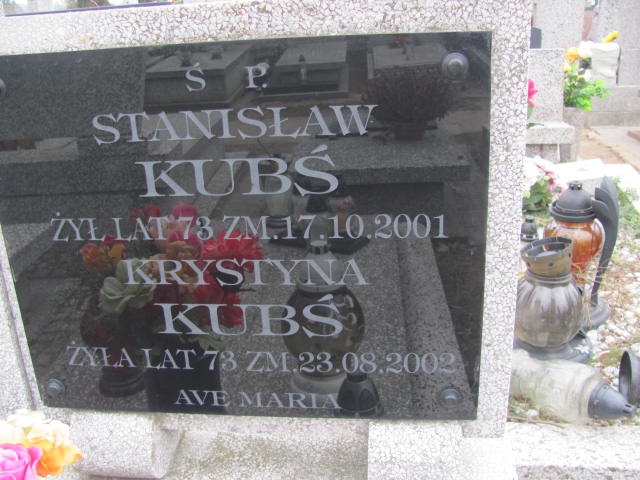 Ś P.
STANISŁAW
KUBŚ
ŻYŁ LAT 73 ZM.17.10.2001
KRYSTYNA
KUBŚ
ŻYŁA LAT 73 ZM.23.08.2002
AVE MARIA